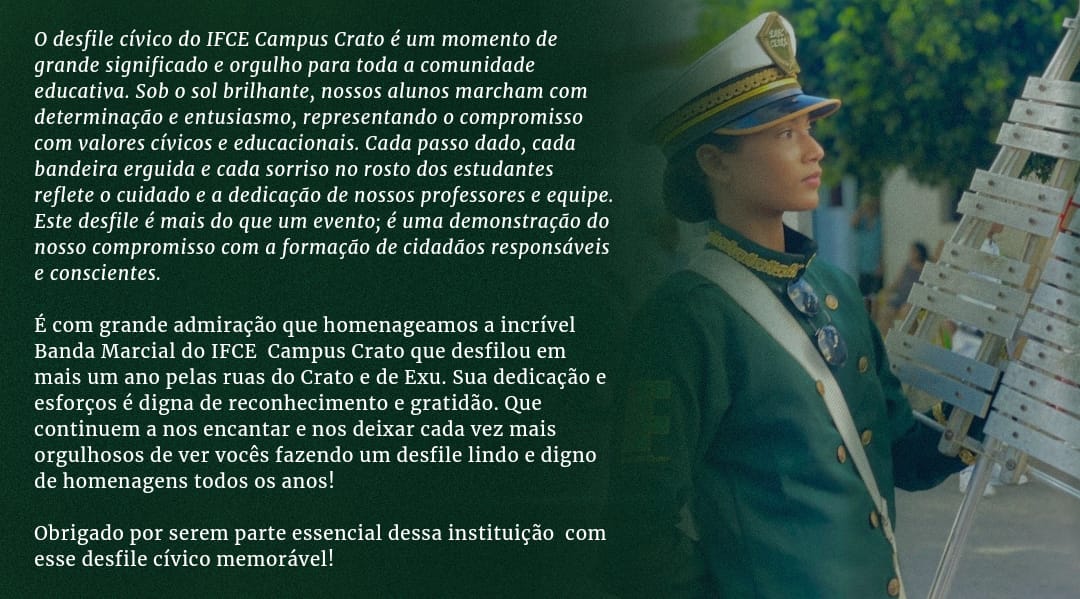 O desfile cívico do IFCE Campus Crato é um momento de
grande significado e orgulho para toda a comunidade
educativa. Sob o sol brilhante, nossos alunos marcham com
determinação e entusiasmo, representando o compromisso
com valores cívicos e educacionais. Cada passo dado, cada
bandeira erguida e cada sorriso no rosto dos estudantes
reflete o cuidado e a dedicação de nossos professores e equipe.
Este desfile é mais do que um evento; é uma demonstração do
nosso compromisso com a formação de cidadãos responsáveis
e conscientes.
É com grande admiração que homenageamos a incrível
Banda Marcial do IFCE  Campus Crato que desfilou em
mais um ano pelas ruas do Crato e de Exu. Sua dedicação e
esforços é digna de reconhecimento e gratidão. Que
continuem a nos encantar e nos deixar cada vez mais
orgulhosos de ver vocês fazendo um desfile lindo e digno
de homenagens todos os anos!
Obrigado por serem parte essencial dessa instituição  com
esse desfile cívico memorável!